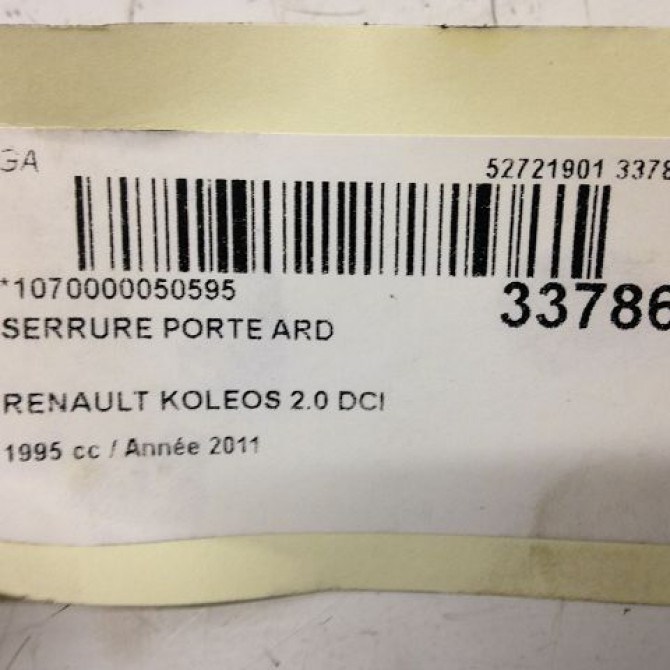 GA
52721901 3378
*1070000050595
33786
SERRURE PORTE ARD
RENAULT KOLEOS 2.0 DCI
1995 cc / Année 2011